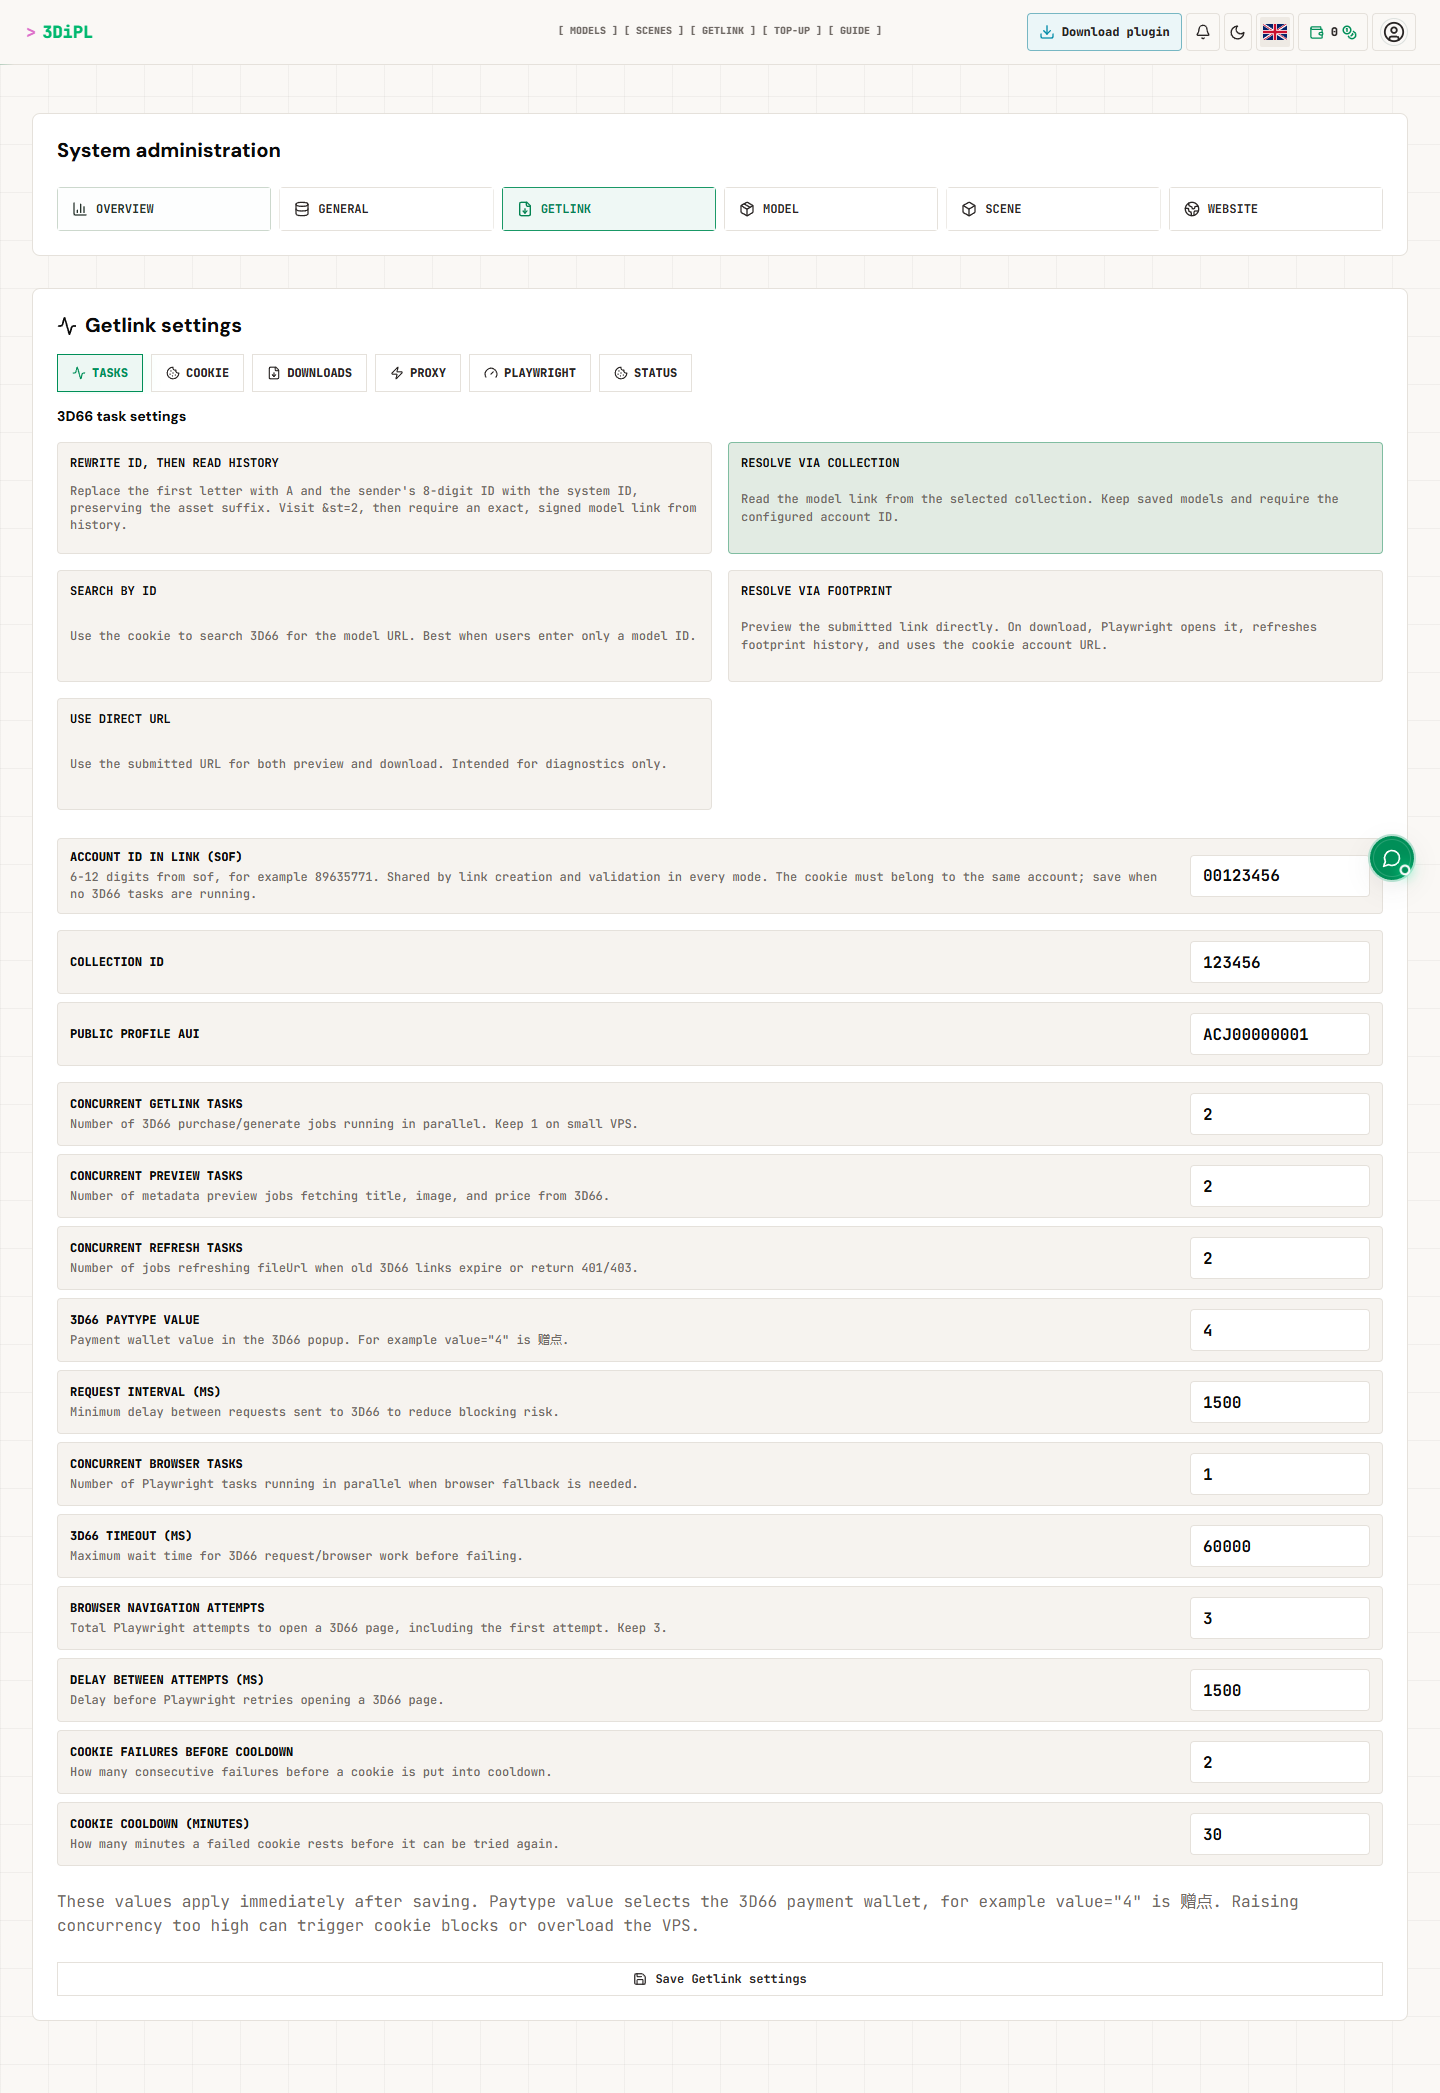 > 3DiPL
[ MODELS ] [ SCENES ] [ GETLINK ] [ TOP-UP ] [ GUIDE ]
Download plugin
0
System administration
OVERVIEW
GENERAL
GETLINK
MODEL
SCENE
WEBSITE
Getlink settings
TASKS
COOKIE
DOWNLOADS
PROXY
PLAYWRIGHT
STATUS
3D66 task settings
REWRITE ID, THEN READ HISTORY
Replace the first letter with A and the sender's 8-digit ID with the system ID,
preserving the asset suffix. Visit &st=2, then require an exact, signed model link from
history.
RESOLVE VIA COLLECTION
Read the model link from the selected collection. Keep saved models and require the
configured account ID.
SEARCH BY ID
Use the cookie to search 3D66 for the model URL. Best when users enter only a model ID.
RESOLVE VIA FOOTPRINT
Preview the submitted link directly. On download, Playwright opens it, refreshes
footprint history, and uses the cookie account URL.
USE DIRECT URL
Use the submitted URL for both preview and download. Intended for diagnostics only.
ACCOUNT ID IN LINK (SOF)
6-12 digits from sof, for example 89635771. Shared by link creation and validation in every mode. The cookie must belong to the same account; save when
no 3D66 tasks are running.
00123456
COLLECTION ID
123456
PUBLIC PROFILE AUI
ACJ00000001
CONCURRENT GETLINK TASKS
Number of 3D66 purchase/generate jobs running in parallel. Keep 1 on small VPS.
2
CONCURRENT PREVIEW TASKS
Number of metadata preview jobs fetching title, image, and price from 3D66.
2
CONCURRENT REFRESH TASKS
Number of jobs refreshing fileUrl when old 3D66 links expire or return 401/403.
2
3D66 PAYTYPE VALUE
Payment wallet value in the 3D66 popup. For example value="4" is 赠点.
4
REQUEST INTERVAL (MS)
Minimum delay between requests sent to 3D66 to reduce blocking risk.
1500
CONCURRENT BROWSER TASKS
Number of Playwright tasks running in parallel when browser fallback is needed.
1
3D66 TIMEOUT (MS)
Maximum wait time for 3D66 request/browser work before failing.
60000
BROWSER NAVIGATION ATTEMPTS
Total Playwright attempts to open a 3D66 page, including the first attempt. Keep 3.
3
DELAY BETWEEN ATTEMPTS (MS)
Delay before Playwright retries opening a 3D66 page.
1500
COOKIE FAILURES BEFORE COOLDOWN
How many consecutive failures before a cookie is put into cooldown.
2
COOKIE COOLDOWN (MINUTES)
How many minutes a failed cookie rests before it can be tried again.
30
These values apply immediately after saving. Paytype value selects the 3D66 payment wallet, for example value="4" is 赠点. Raising
concurrency too high can trigger cookie blocks or overload the VPS.
Save Getlink settings